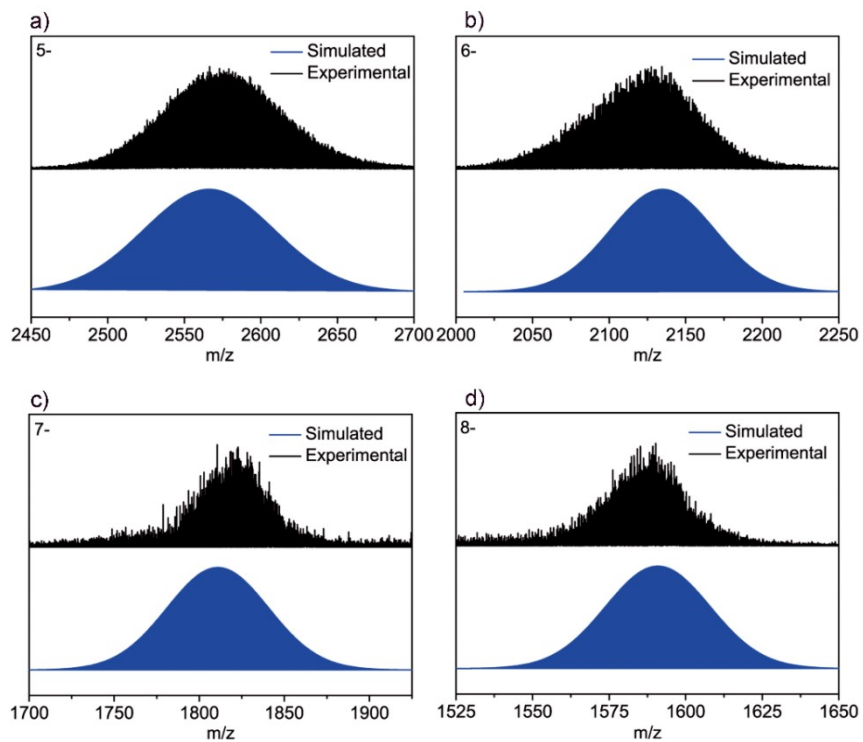 a)
5-
Simulated
Experimental
2450 2500 2550 2600 2650 2700
m/z
b)
6-
Simulated
Experimental
2000 2050 2100 2150 2200 2250
m/z
c)
7-
Simulated
Experimental
1700 1750 1800 1850 1900
m/z
d)
8-
Simulated
Experimental
1525 1550 1575 1600 1625 1650
m/z